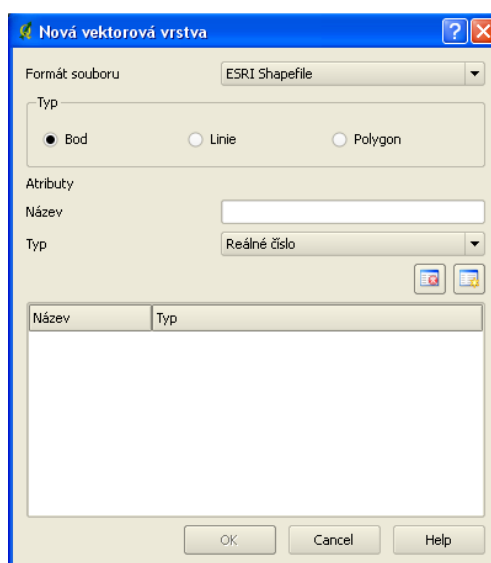 Nová vektorová vrstva
Formát souboru ESRI Shapefile
Typ
Bod Linie Polygon
Atributy
Název
Typ Reálné číslo
Název Typ
OK Cancel Help